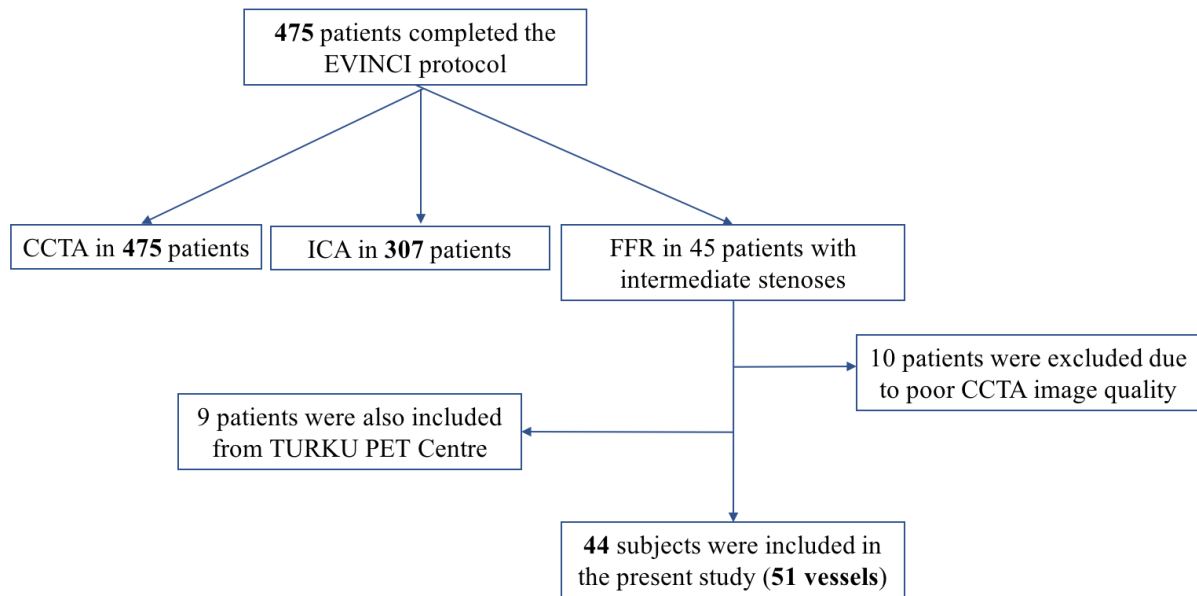 475 patients completed the
EVINCI protocol
CCTA in 475 patients
ICA in 307 patients
FFR in 45 patients with
intermediate stenoses
10 patients were excluded due
to poor CCTA image quality
9 patients were also included
from TURKU PET Centre
44 subjects were included in
the present study (51 vessels)